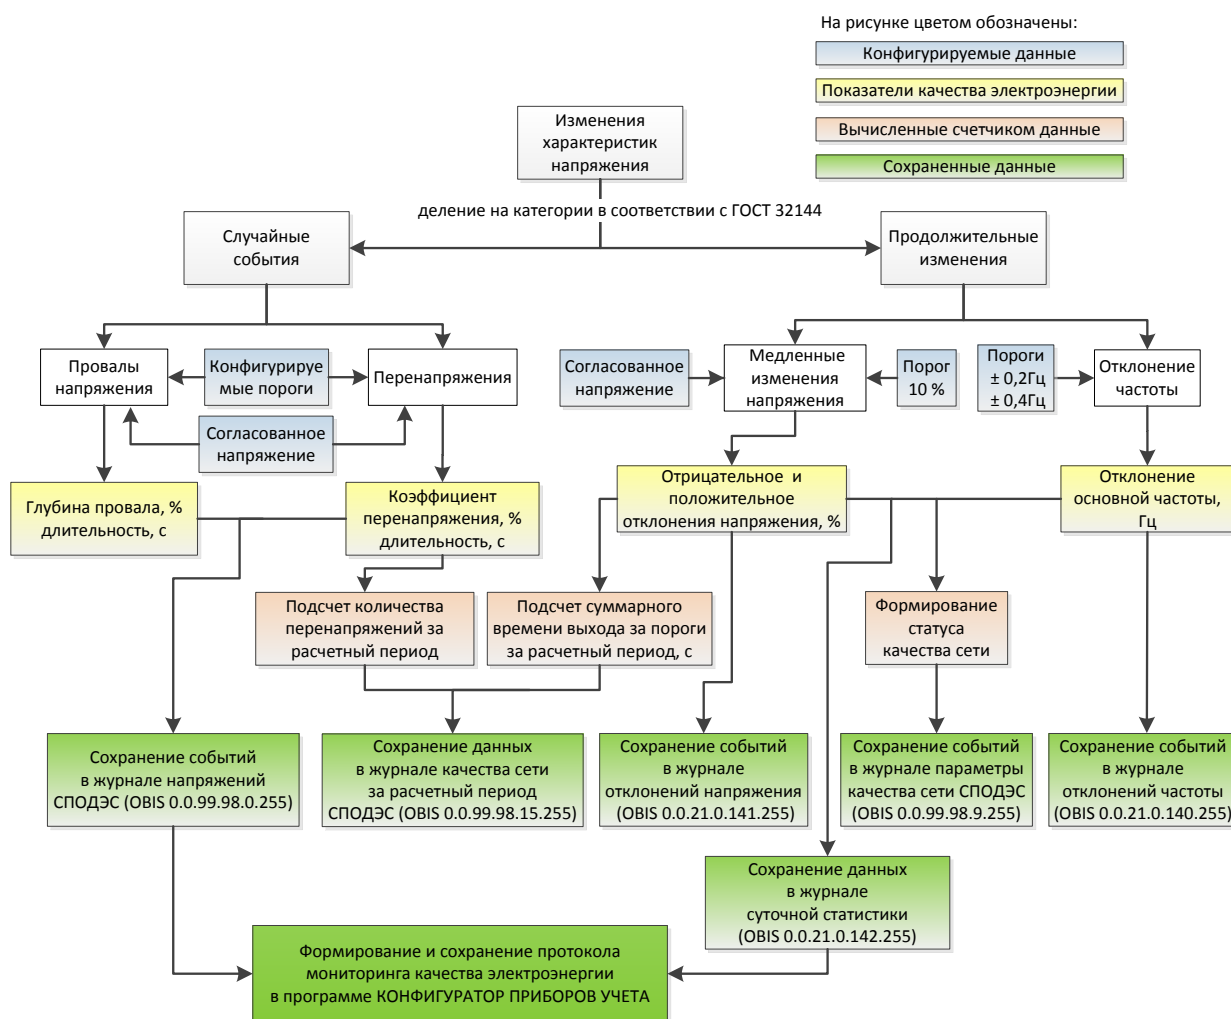 На рисунке цветом обозначены:
Конфигурируемые данные
Показатели качества электроэнергии
Вычисленные счетчиком данные
Сохраненные данные
Изменения
характеристик
напряжения
деление на категории в соответствии с ГОСТ 32144
Случайные
события
Продолжительные
изменения
Провалы
напряжения
Конфигурируе
мые пороги
Перенапряжения
Согласованное
напряжение
Согласованное
напряжение
Медленные
изменения
напряжения
Порог
10 %
Пороги
± 0,2Гц
± 0,4Гц
Отклонение
частоты
Глубина провала, %
длительность, с
Коэффициент
перенапряжения, %
длительность, с
Отрицательное и
положительное
отклонения напряжения, %
Отклонение
основной частоты,
Гц
Подсчет количества
перенапряжений за
расчетный период
Подсчет суммарного
времени выхода за пороги
за расчетный период, с
Формирование
статуса
качества сети
Сохранение событий
в журнале напряжений
СПОДЭС (OBIS 0.0.99.98.0.255)
Сохранение данных
в журнале качества сети
за расчетный период
СПОДЭС (OBIS 0.0.99.98.15.255)
Сохранение событий
в журнале
отклонений напряжения
(OBIS 0.0.21.0.141.255)
Сохранение событий
в журнале параметры
качества сети СПОДЭС
(OBIS 0.0.99.98.9.255)
Сохранение событий
в журнале
отклонений частоты
(OBIS 0.0.21.0.140.255)
Сохранение данных
в журнале
суточной статистики
(OBIS 0.0.21.0.142.255)
Формирование и сохранение протокола
мониторинга качества электроэнергии
в программе КОНФИГУРАТОР ПРИБОРОВ УЧЕТА